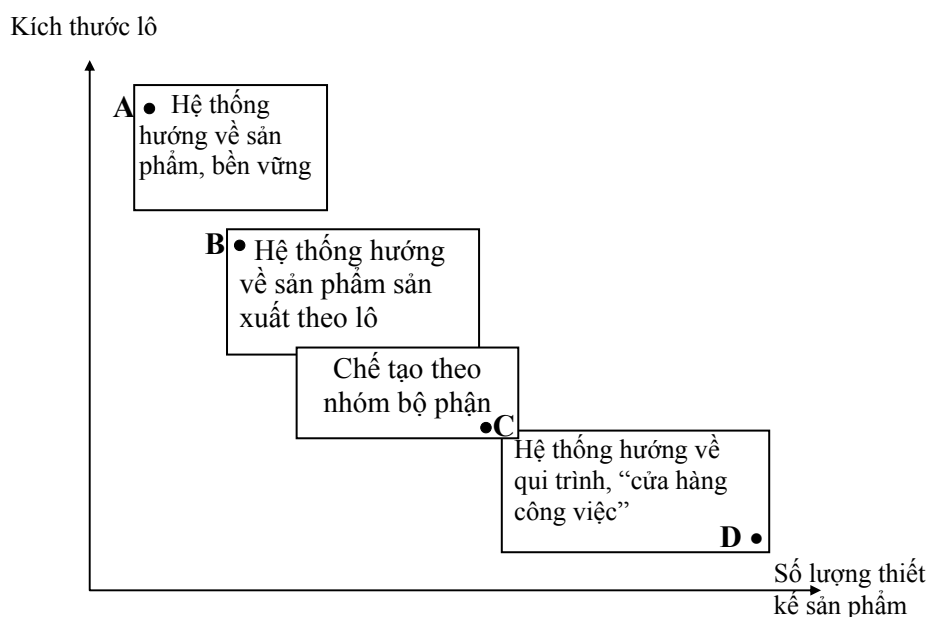 Kích thước lô
A • Hệ thống
hướng về sản
phẩm, bền vững
B • Hệ thống hướng
về sản phẩm sản
xuất theo lô
Chế tạo theo
nhóm bộ phận
•C
Hệ thống hướng về
qui trình, “cửa hàng
công việc”
D •
Số lượng thiết
kế sản phẩm